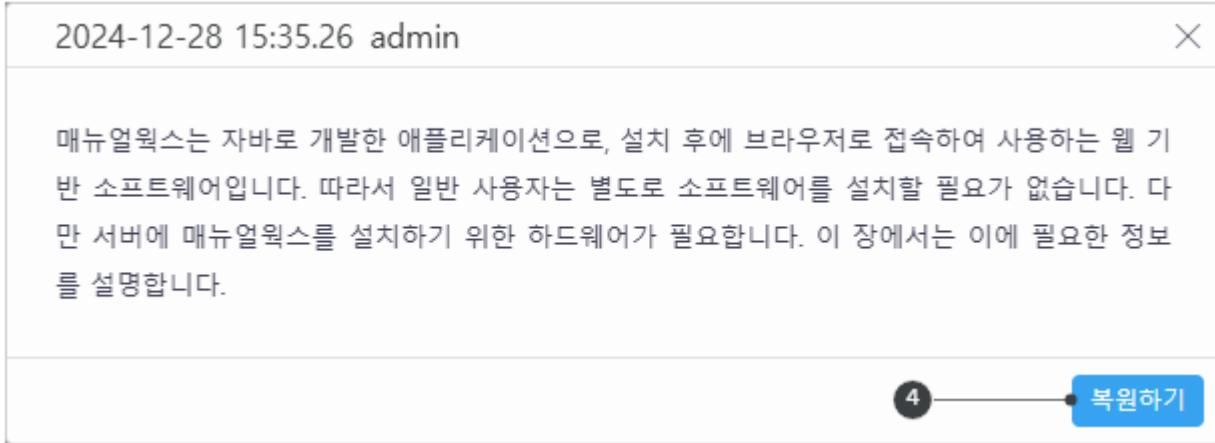 2024-12-28 15:35.26 admin
매뉴얼웍스는 자바로 개발한 애플리케이션으로, 설치 후에 브라우저로 접속하여 사용하는 웹 기
반 소프트웨어입니다. 따라서 일반 사용자는 별도로 소프트웨어를 설치할 필요가 없습니다. 다
만 서버에 매뉴얼웍스를 설치하기 위한 하드웨어가 필요합니다. 이 장에서는 이에 필요한 정보
를 설명합니다.
4 복원하기